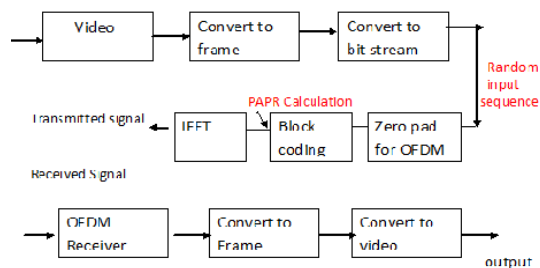 Video
Convert to
frame
Convert to
bit stream
Random
input
sequence
PAPR Calculation
Transmitted signal
IFFT
Block
coding
Zero pad
for OFDM
Received Signal
OFDM
Receiver
Convert to
Frame
Convert to
video
output